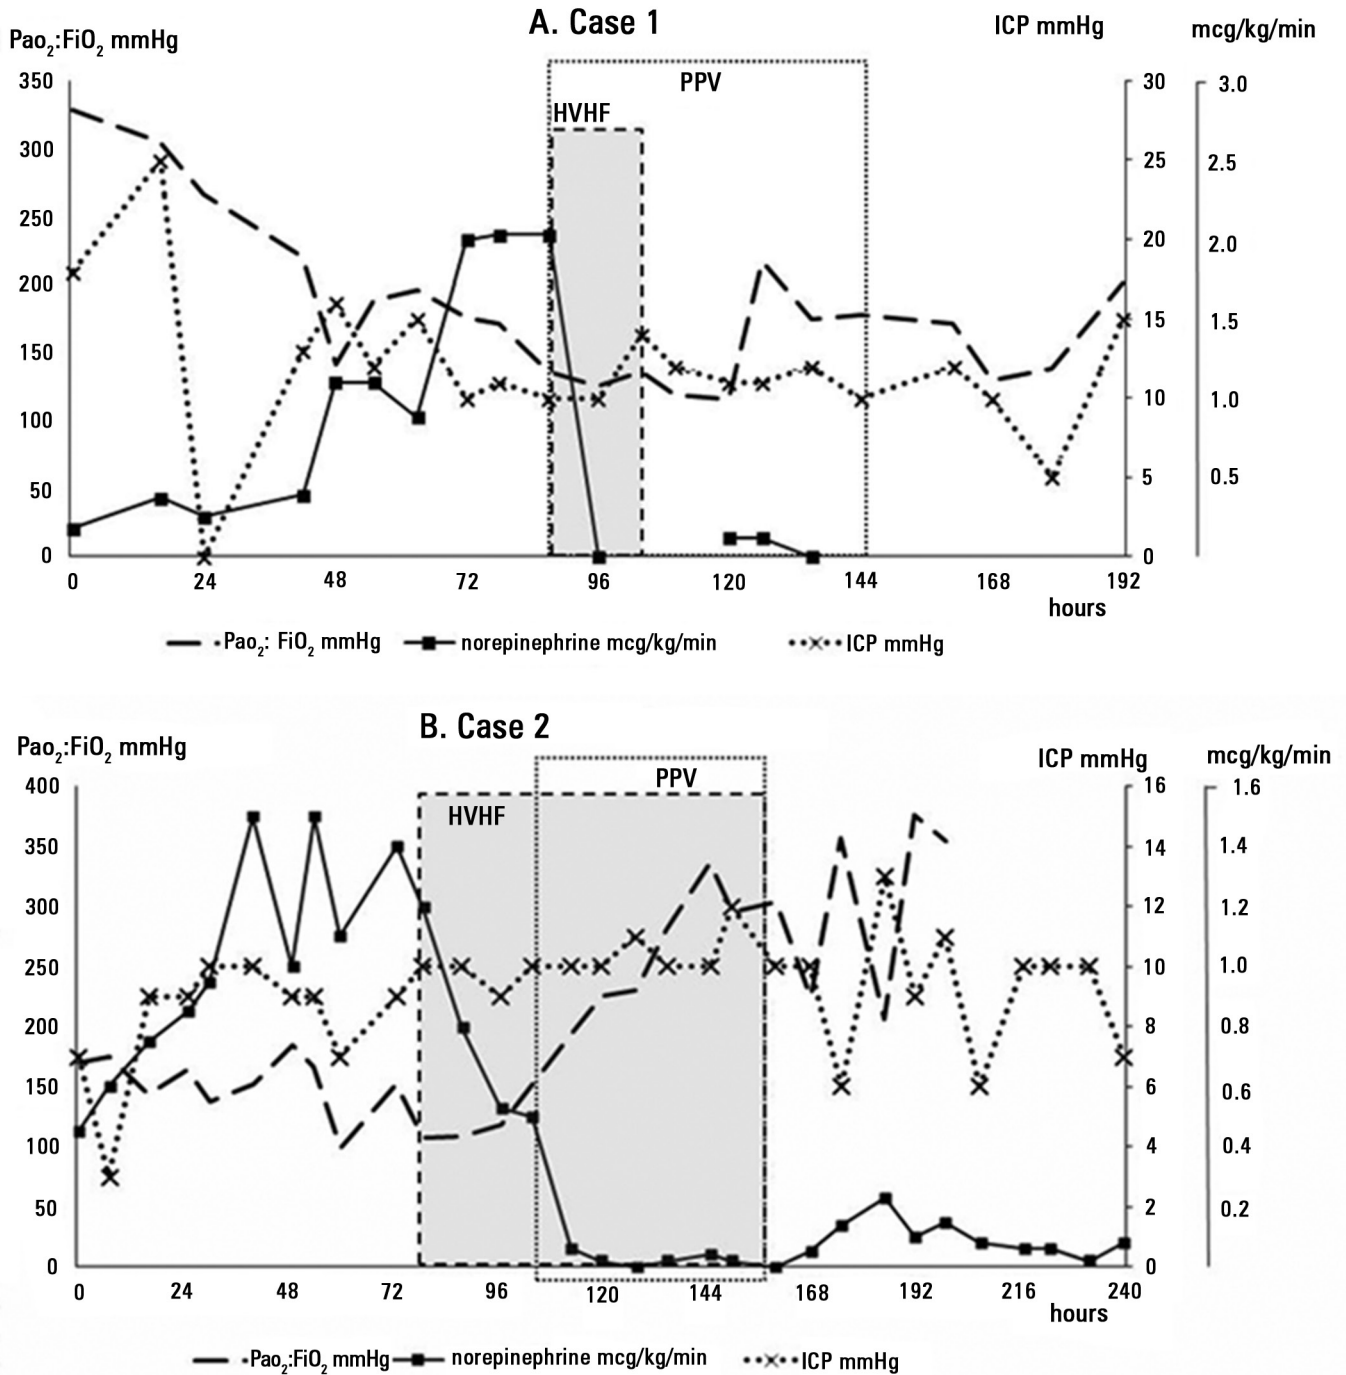 A. Case 1
Pao2:FiO2 mmHg
ICP mmHg
mcg/kg/min
PPV
HVHF
350
300
250
200
150
100
50
0
30
25
20
15
10
5
0
3.0
2.5
2.0
1.5
1.0
0.5
0 24 48 72 96 120 144 168 192
hours
Pao2: FiO2 mmHg norepinephrine mcg/kg/min ICP mmHg
B. Case 2
Pao2:FiO2 mmHg
ICP mmHg
mcg/kg/min
PPV
HVHF
400
350
300
250
200
150
100
50
0
16
14
12
10
8
6
4
2
0
1.6
1.4
1.2
1.0
0.8
0.6
0.4
0.2
0 24 48 72 96 120 144 168 192 216 240
hours
Pao2:FiO2 mmHg norepinephrine mcg/kg/min ICP mmHg